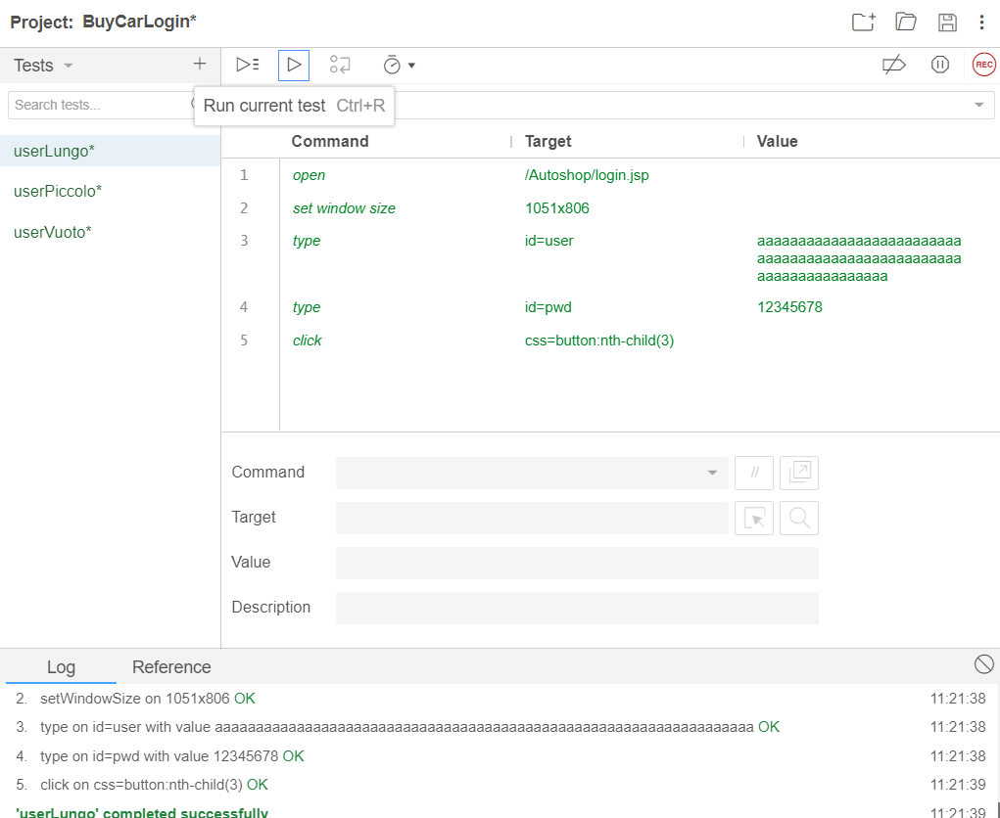 Project: BuyCarLogin*
Tests
REC
Search tests...
Run current test Ctrl+R
Command Target Value
userLungo*
userPiccolo*
userVuoto*
1 open /Autoshop/login.jsp
2 set window size 1051x806
3 type id=user aaaaaaaaaaaaaaaaaaaaaaaaa
aaaaaaaaaaaaaaaaaaaaaaaaa
aaaaaaaaaaaaaaaa
4 type id=pwd 12345678
5 click css=button:nth-child(3)
Command //
Target
Value
Description
Log Reference
2. setWindowSize on 1051x806 OK 11:21:38
3. type on id=user with value aaaaaaaaaaaaaaaaaaaaaaaaaaaaaaaaaaaaaaaaaaaaaaaaaaaaaaaaaaaaaaaaaa OK 11:21:38
4. type on id=pwd with value 12345678 OK 11:21:38
5. click on css=button:nth-child(3) OK 11:21:39
'userLungo' completed successfully 11:21:39